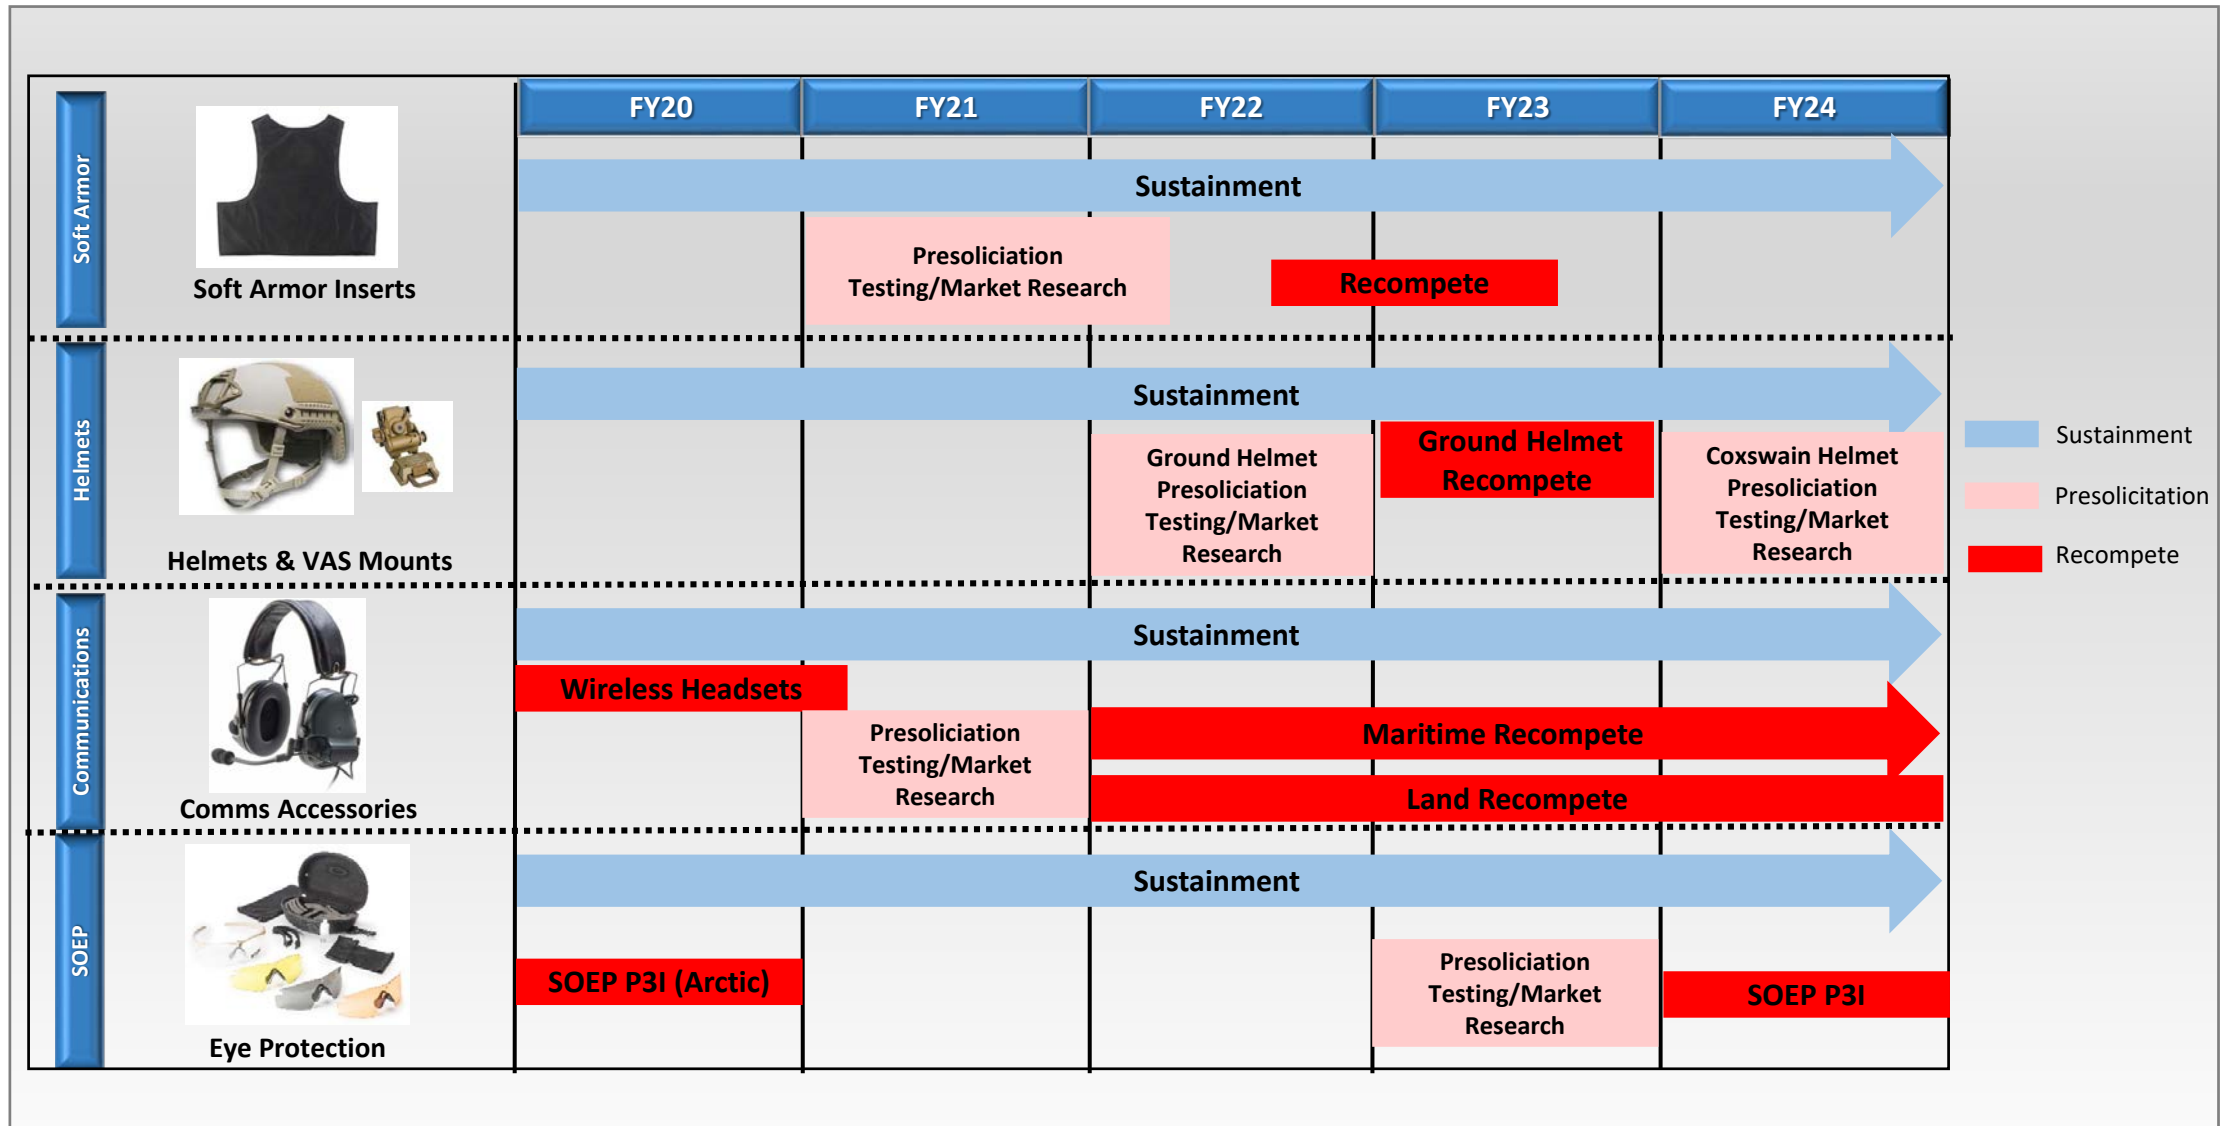 FY20
FY21
FY22
FY23
FY24
Soft Armor
Soft Armor Inserts
Sustainment
Presoliciation
Testing/Market Research
Recompete
Helmets
Helmets & VAS Mounts
Sustainment
Ground Helmet
Presoliciation
Testing/Market
Research
Ground Helmet
Recompete
Coxswain Helmet
Presoliciation
Testing/Market
Research
Communications
Comms Accessories
Sustainment
Wireless Headsets
Presoliciation
Testing/Market
Research
Maritime Recompete
Land Recompete
SOEP
Eye Protection
Sustainment
SOEP P3I (Arctic)
Presoliciation
Testing/Market
Research
SOEP P3I
Sustainment
Presolicitation
Recompete